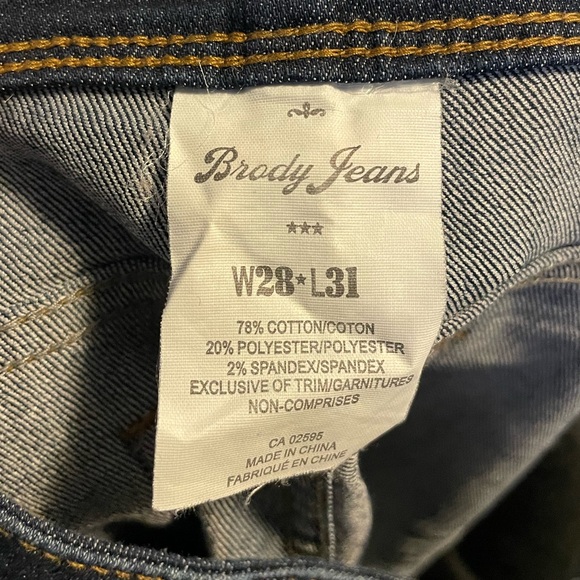 Brody Jeans
★★★
W28★L31
78% COTTON/COTON
20% POLYESTER/POLYESTER
2% SPANDEX/SPANDEX
EXCLUSIVE OF TRIM/GARNITURES
NON-COMPRISES
CA 02595
MADE IN CHINA
FABRIQUÉ EN CHINE